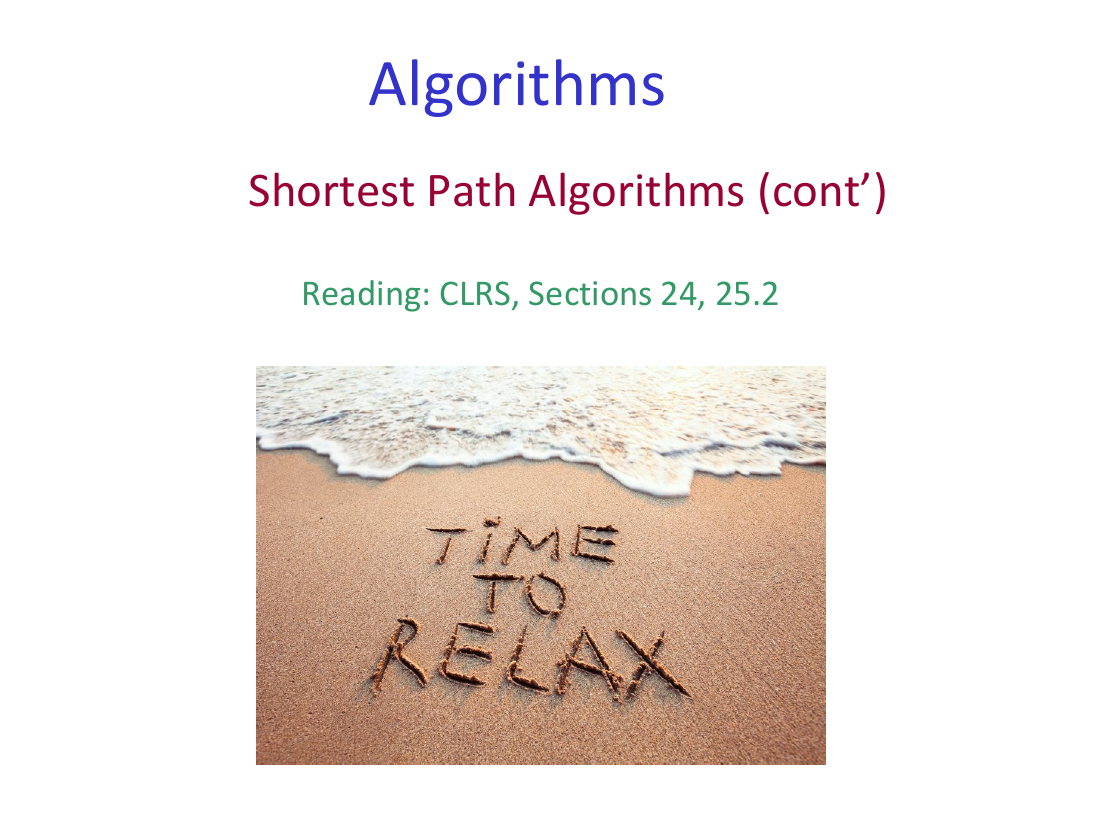 Algorithms
Shortest Path Algorithms (cont’)
Reading: CLRS, Sections 24, 25.2
TiME
TO
RELAX